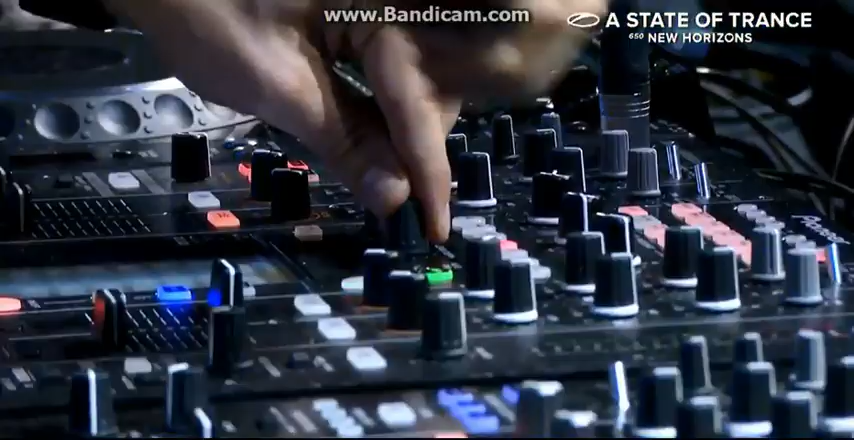 www.Bandicam.com
A STATE OF TRANCE
650 NEW HORIZONS
Pioneer